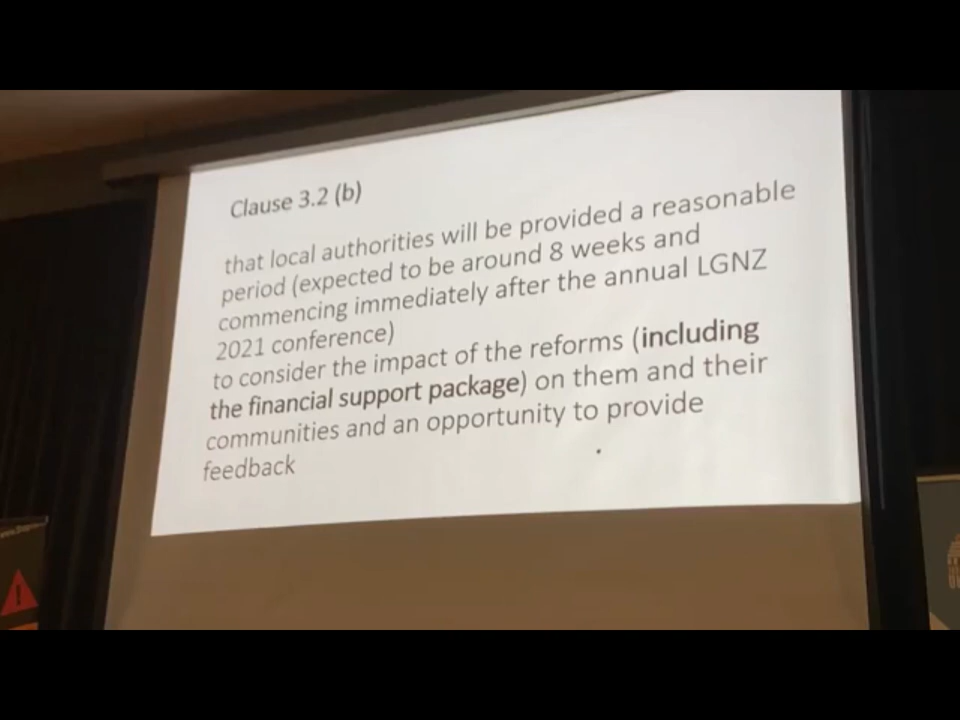 Clause 3.2 (b)
that local authorities will be provided a reasonable
period (expected to be around 8 weeks and
commencing immediately after the annual LGNZ
2021 conference)
to consider the impact of the reforms (including
the financial support package) on them and their
communities and an opportunity to provide
feedback